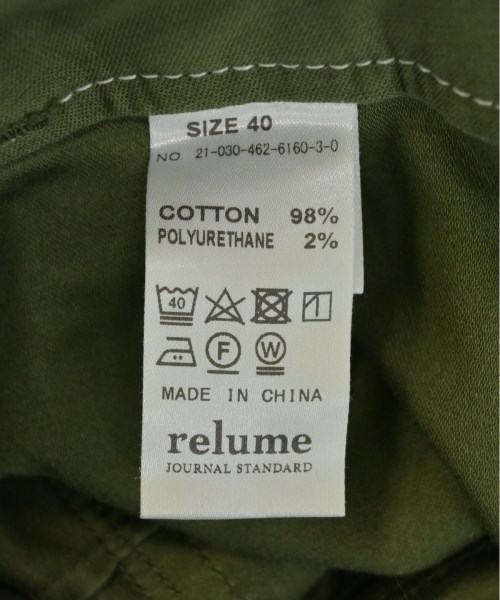 SIZE 40
NO. 21-030-462-6160-3-0
COTTON 98%
POLYURETHANE 2%
40
F W
MADE IN CHINA
relume
JOURNAL STANDARD